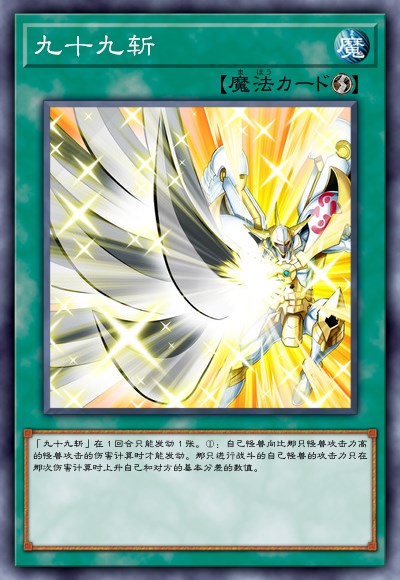 九十九斩
魔
【魔法カード】
まほう
「九十九斩」在1回合只能发动1张。①：自己怪兽向比那只怪兽攻击力高
的怪兽攻击的伤害计算时才能发动。那只进行战斗的自己怪兽的攻击力只在
那次伤害计算时上升自己和对方的基本分差的数值。